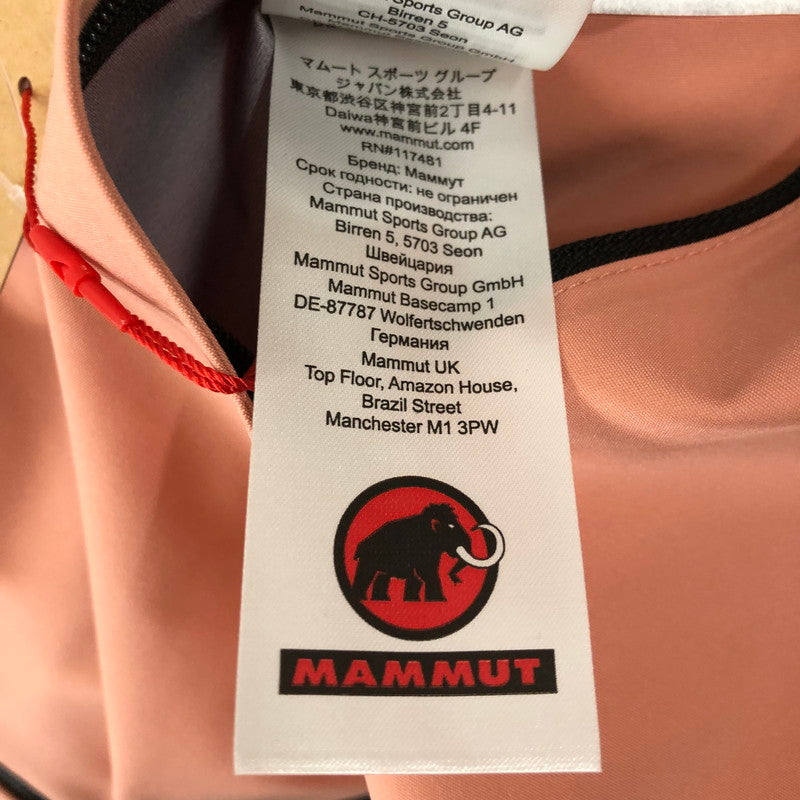 Sports Group AG
Birren 5
CH-5703 Seon
Mammut Sports Group GmbH
マムート スポーツ グループ
ジャパン株式会社
東京都渋谷区神宮前2丁目4-11
Daiwa神宮前ビル 4F
www.mammut.com
RN#117481
Бренд: Маммут
Срок годности: не ограничен
Страна производства:
Mammut Sports Group AG
Birren 5, 5703 Seon
Швейцария
Mammut Sports Group GmbH
Mammut Basecamp 1
DE-87787 Wolfertschwenden
Германия
Mammut UK
Top Floor, Amazon House,
Brazil Street
Manchester M1 3PW
MAMMUT